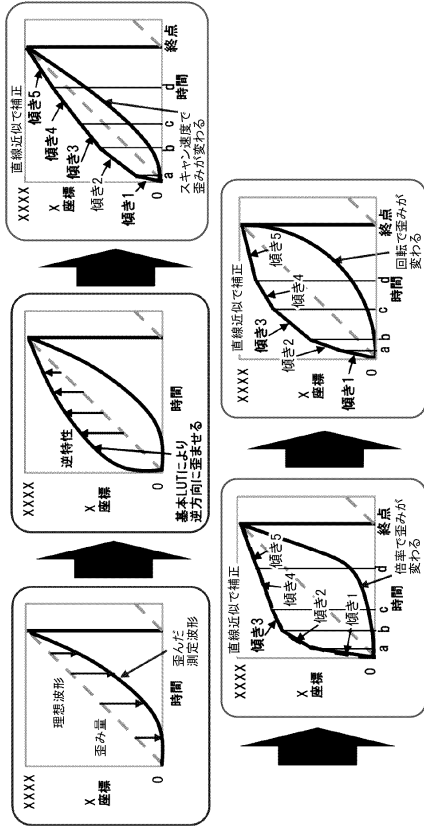 XXXX
X
座標
0
理想波形
歪み量
歪んだ
測定波形
時間
XXXX
X
座標
0
逆特性
時間
基本LUTにより
逆方向に歪ませる
XXXX
直線近似で補正
X
座標
0
傾き1
傾き2
傾き3
傾き4
傾き5
a
b
c
d
時間
終点
スキャン速度で
歪みが変わる
XXXX
直線近似で補正
X
座標
0
傾き3
傾き5
傾き4
傾き2
傾き1
a
b
c
d
時間
終点
倍率で歪みが
変わる
XXXX
直線近似で補正
X
座標
0
傾き1
傾き2
傾き3
傾き4
傾き5
a
b
c
d
時間
終点
回転で歪みが
変わる